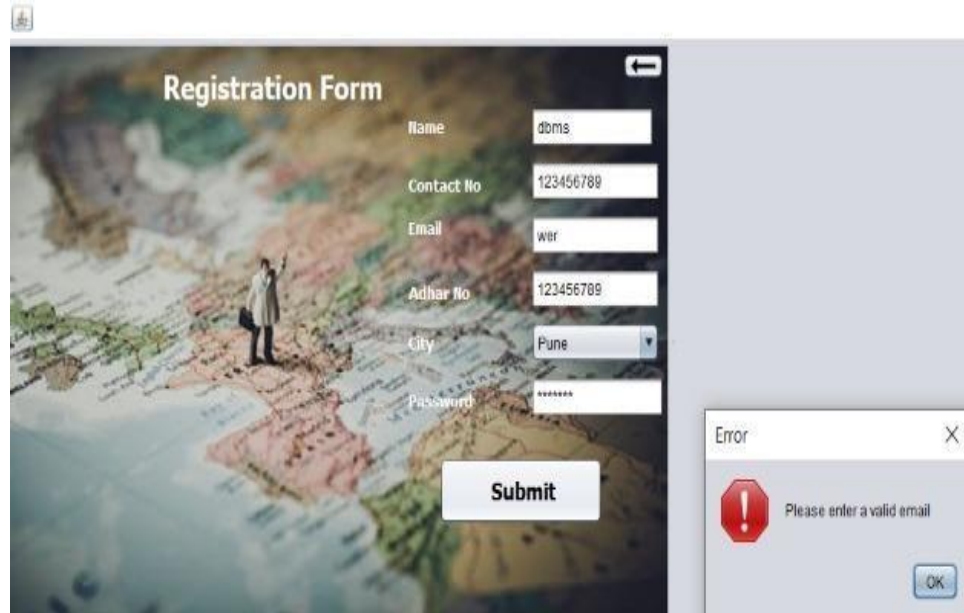 Registration Form
Name
dbms
Contact No
123456789
Email
wer
Adhar No
123456789
City
Pune
Password
*******
Submit
Error
Please enter a valid email
OK